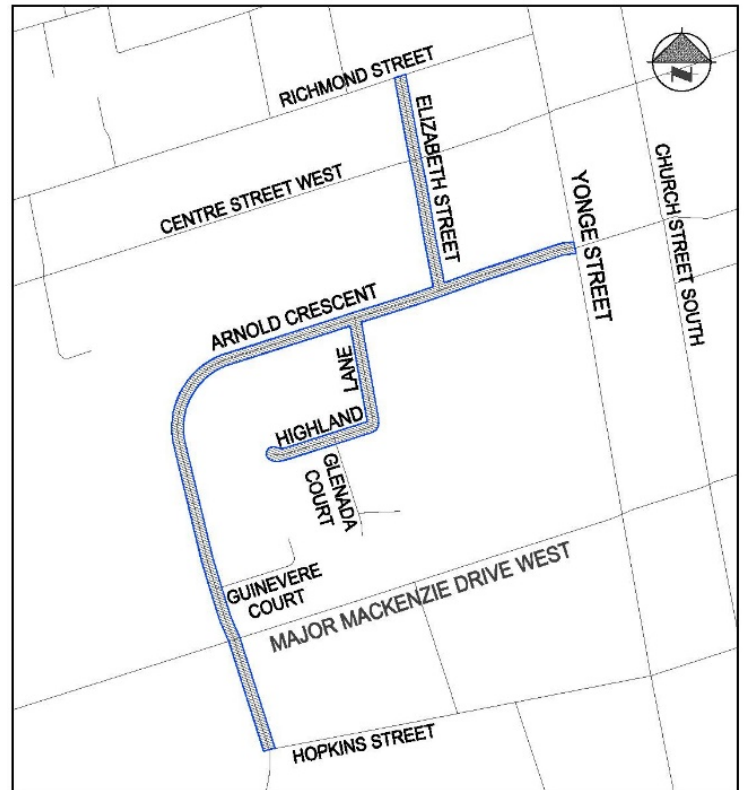 RICHMOND STREET
ELIZABETH STREET
CENTRE STREET WEST
YONGE STREET
CHURCH STREET SOUTH
ARNOLD CRESCENT
HIGHLAND LANE
GLENADA
COURT
GUINEVERE
COURT
MAJOR MACKENZIE DRIVE WEST
HOPKINS STREET
N